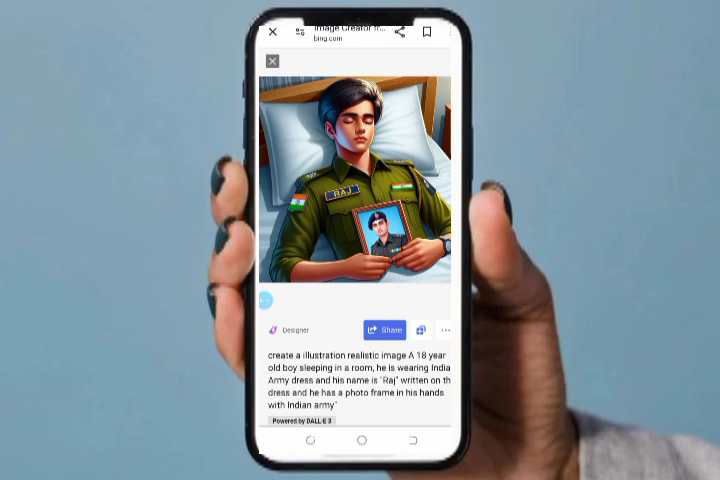 Image Creator fr...
bing.com
RAJ
Designer
Share
create a illustration realistic image A 18 year
old boy sleeping in a room, he is wearing India
Army dress and his name is "Raj" written on th
dress and he has a photo frame in his hands
with Indian army"
Powered by DALL·E 3